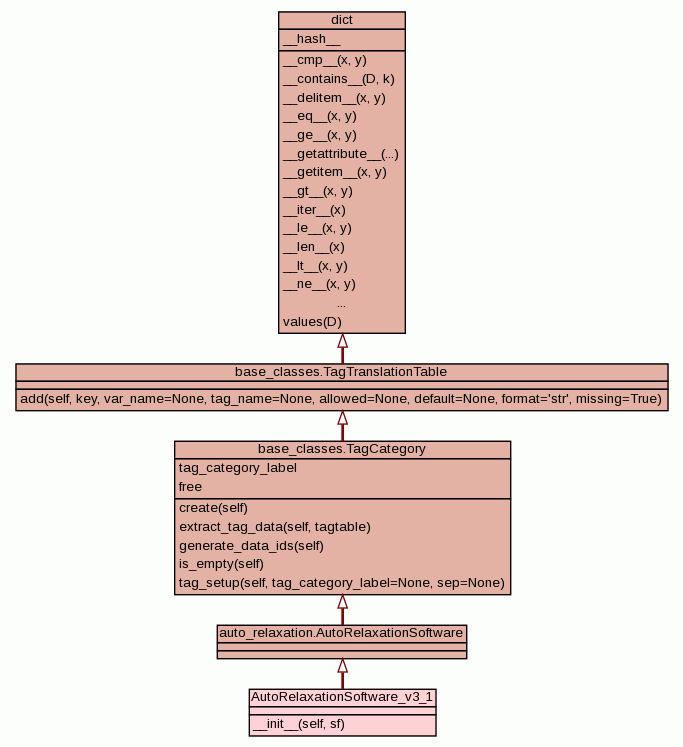 dict
__hash__
__cmp__(x, y)
__contains__(D, k)
__delitem__(x, y)
__eq__(x, y)
__ge__(x, y)
__getattribute__(...)
__getitem__(x, y)
__gt__(x, y)
__iter__(x)
__le__(x, y)
__len__(x)
__lt__(x, y)
__ne__(x, y)
...
values(D)
base_classes.TagTranslationTable
add(self, key, var_name=None, tag_name=None, allowed=None, default=None, format='str', missing=True)
base_classes.TagCategory
tag_category_label
free
create(self)
extract_tag_data(self, tagtable)
generate_data_ids(self)
is_empty(self)
tag_setup(self, tag_category_label=None, sep=None)
auto_relaxation.AutoRelaxationSoftware
AutoRelaxationSoftware_v3_1
__init__(self, sf)